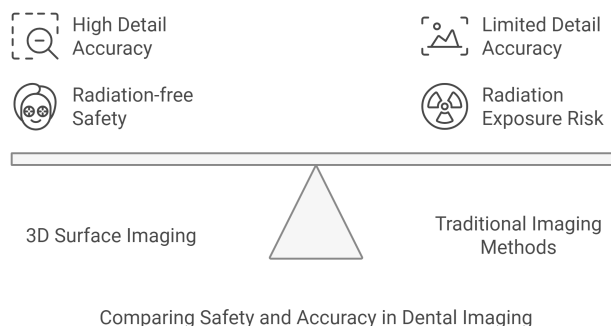 High Detail
Accuracy
Limited Detail
Accuracy
Radiation-free
Safety
Radiation
Exposure Risk
3D Surface Imaging
Traditional Imaging
Methods
Comparing Safety and Accuracy in Dental Imaging